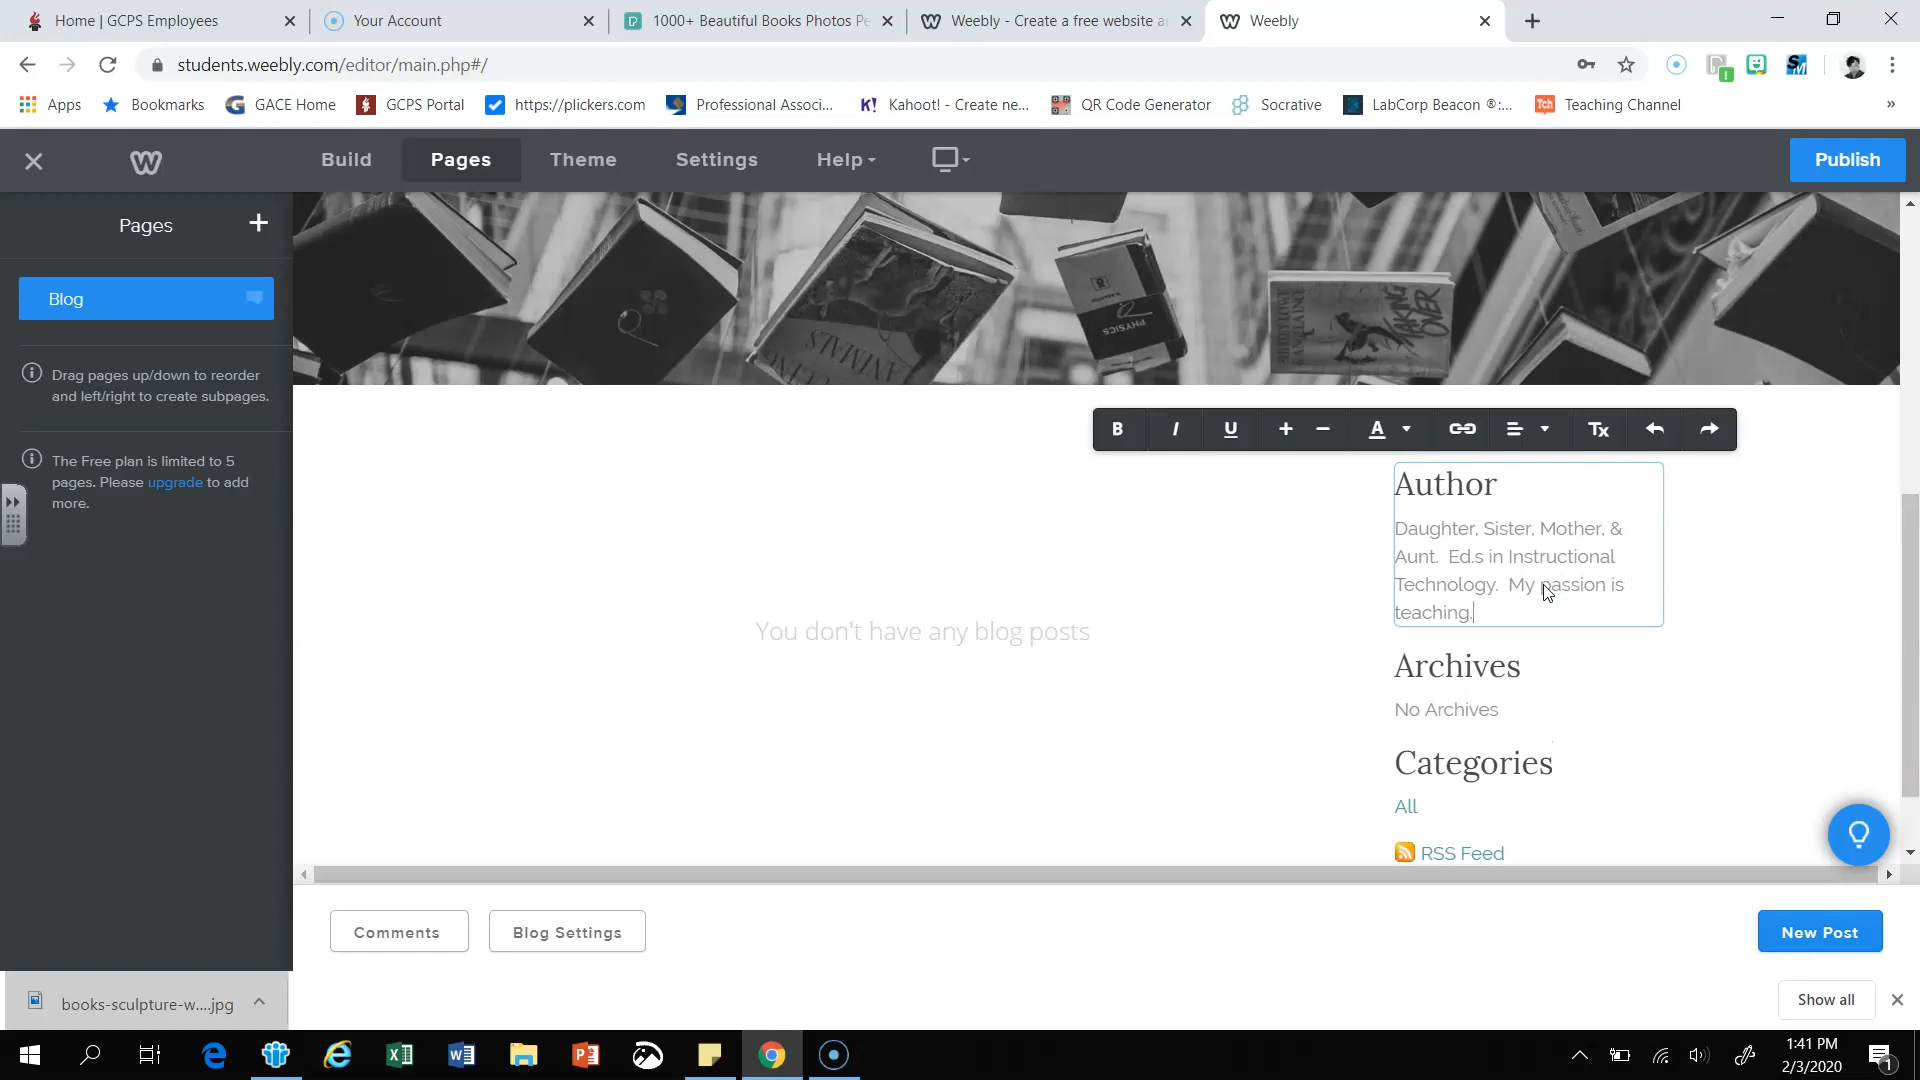 Home | GCPS Employees
Your Account
1000+ Beautiful Books Photos Pe
Weebly - Create a free website a
Weebly
students.weebly.com/editor/main.php#/
Apps
Bookmarks
GACE Home
GCPS Portal
https://plickers.com
Professional Associ...
Kahoot! - Create ne...
QR Code Generator
Socrative
LabCorp Beacon ®:...
Tch
Teaching Channel
Build
Pages
Theme
Settings
Help
Publish
Pages
Blog
Drag pages up/down to reorder
and left/right to create subpages.
The Free plan is limited to 5
pages. Please upgrade to add
more.
PHYSICS
ANIMALS
B I U + − A Tx
Author
Daughter, Sister, Mother, &
Aunt. Ed.s in Instructional
Technology. My passion is
teaching.
You don't have any blog posts
Archives
No Archives
Categories
All
RSS Feed
Comments
Blog Settings
New Post
books-sculpture-w....jpg
Show all
1:41 PM
2/3/2020
1